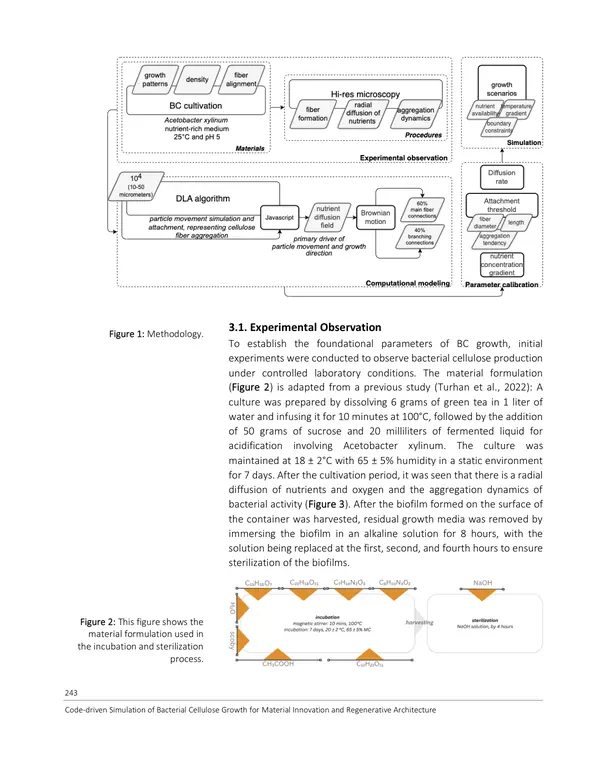 growth
patterns
density
fiber
alignment
BC cultivation
Acetobacter xylinum
nutrient-rich medium
25°C and pH 5
Materials
Hi-res microscopy
fiber
formation
radial
diffusion of
nutrients
aggregation
dynamics
Procedures
Experimental observation
growth
scenarios
nutrient
availability
temperature
gradient
boundary
constraints
Simulation
10⁴
(10-50
micrometers)
DLA algorithm
particle movement simulation and
attachment, representing cellulose
fiber aggregation
Javascript
nutrient
diffusion
field
primary driver of
particle movement and growth
direction
Brownian
motion
60%
main fiber
connections
40%
branching
connections
Computational modeling
Diffusion
rate
Attachment
threshold
fiber
diameter
length
aggregation
tendency
nutrient
concentration
gradient
Parameter calibration
Figure 1: Methodology.
3.1. Experimental Observation
To establish the foundational parameters of BC growth, initial
experiments were conducted to observe bacterial cellulose production
under controlled laboratory conditions. The material formulation
(Figure 2) is adapted from a previous study (Turhan et al., 2022): A
culture was prepared by dissolving 6 grams of green tea in 1 liter of
water and infusing it for 10 minutes at 100°C, followed by the addition
of 50 grams of sucrose and 20 milliliters of fermented liquid for
acidification involving Acetobacter xylinum. The culture was
maintained at 18 ± 2°C with 65 ± 5% humidity in a static environment
for 7 days. After the cultivation period, it was seen that there is a radial
diffusion of nutrients and oxygen and the aggregation dynamics of
bacterial activity (Figure 3). After the biofilm formed on the surface of
the container was harvested, residual growth media was removed by
immersing the biofilm in an alkaline solution for 8 hours, with the
solution being replaced at the first, second, and fourth hours to ensure
sterilization of the biofilms.
Figure 2: This figure shows the
material formulation used in
the incubation and sterilization
process.
NaOH
H₂O
scoby
incubation
magnetic stirrer: 10 mins, 100°C
incubation: 7 days, 20 ± 2 °C, 65 ± 5% MC
harvesting
sterilization
NaOH solution, by 4 hours
CH₃COOH
243
Code-driven Simulation of Bacterial Cellulose Growth for Material Innovation and Regenerative Architecture